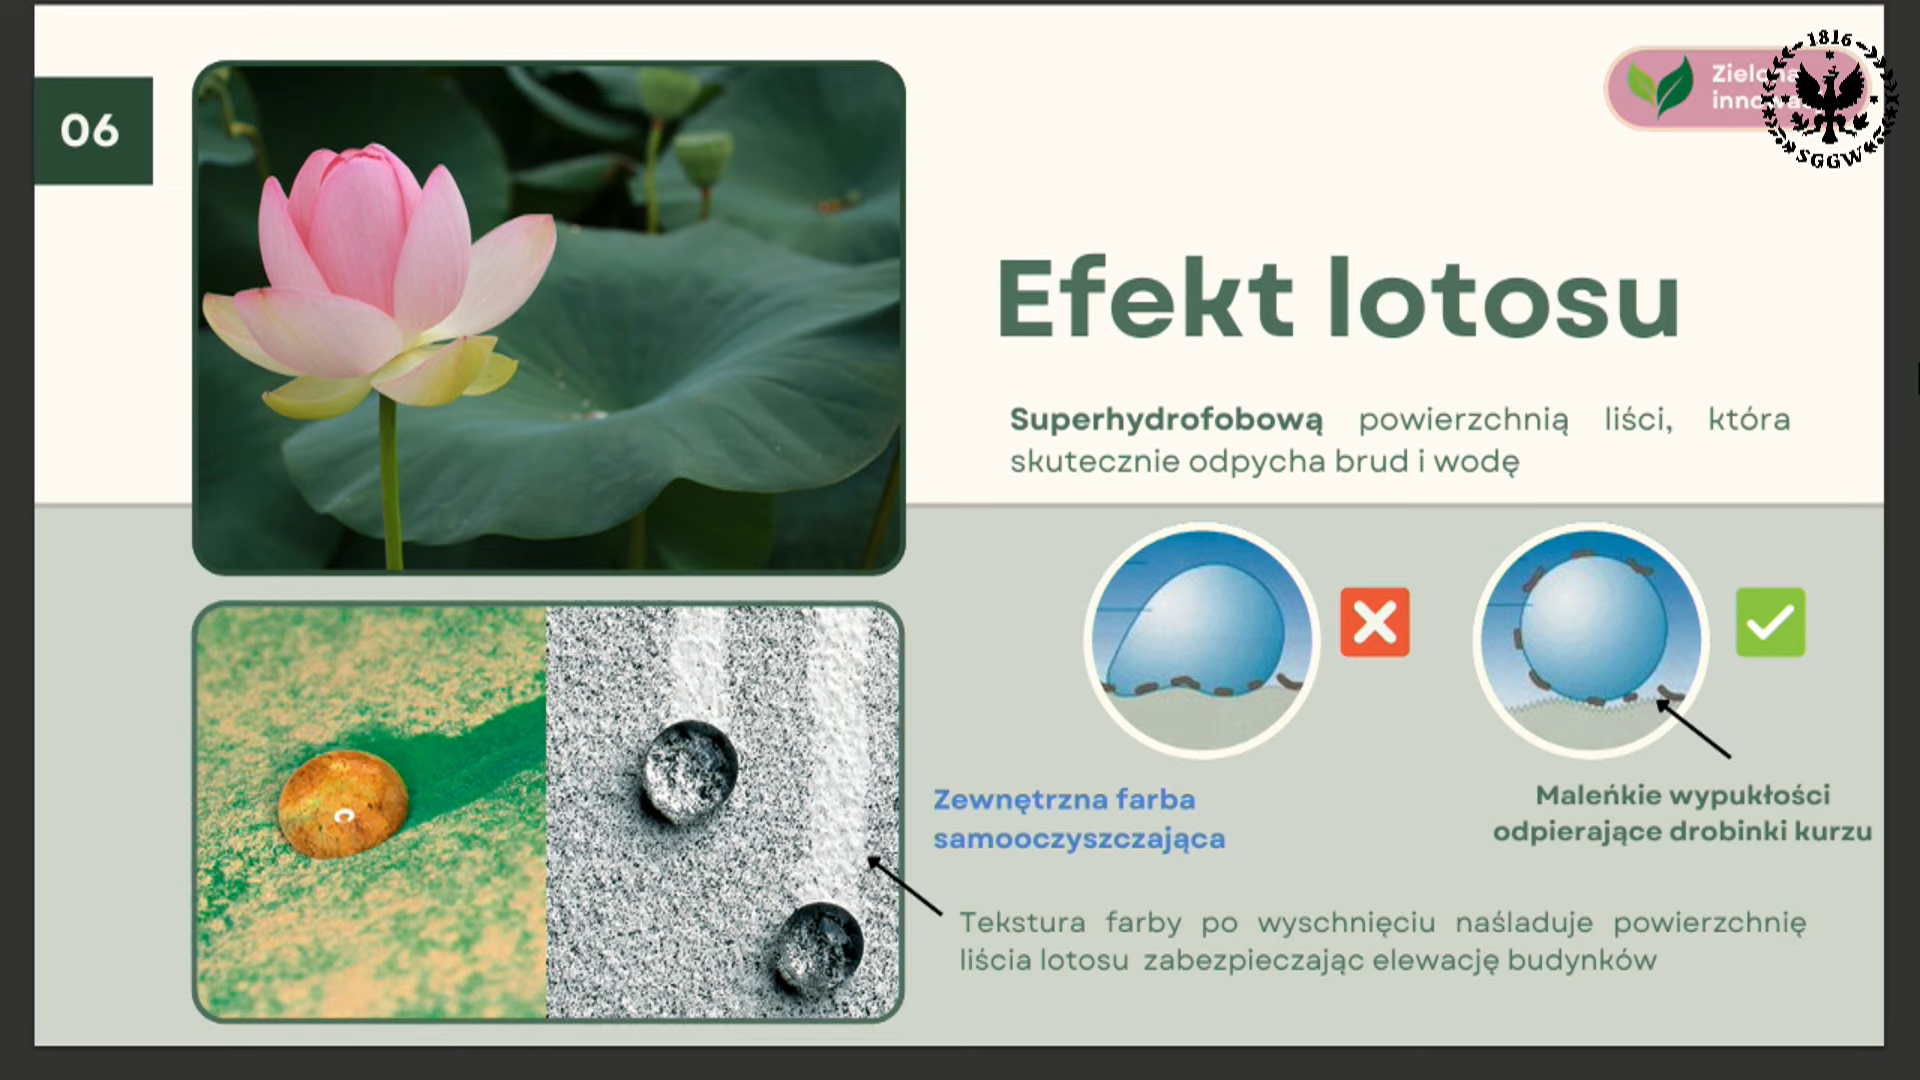 06
1816
SGGW
Efekt lotosu
Superhydrofobową powierzchnią liści, która
skutecznie odpycha brud i wodę
Zewnętrzna farba
samooczyszczająca
Maleńkie wypukłości
odpierające drobinki kurzu
Tekstura farby po wyschnięciu naśladuje powierzchnię
liścia lotosu zabezpieczając elewację budynków